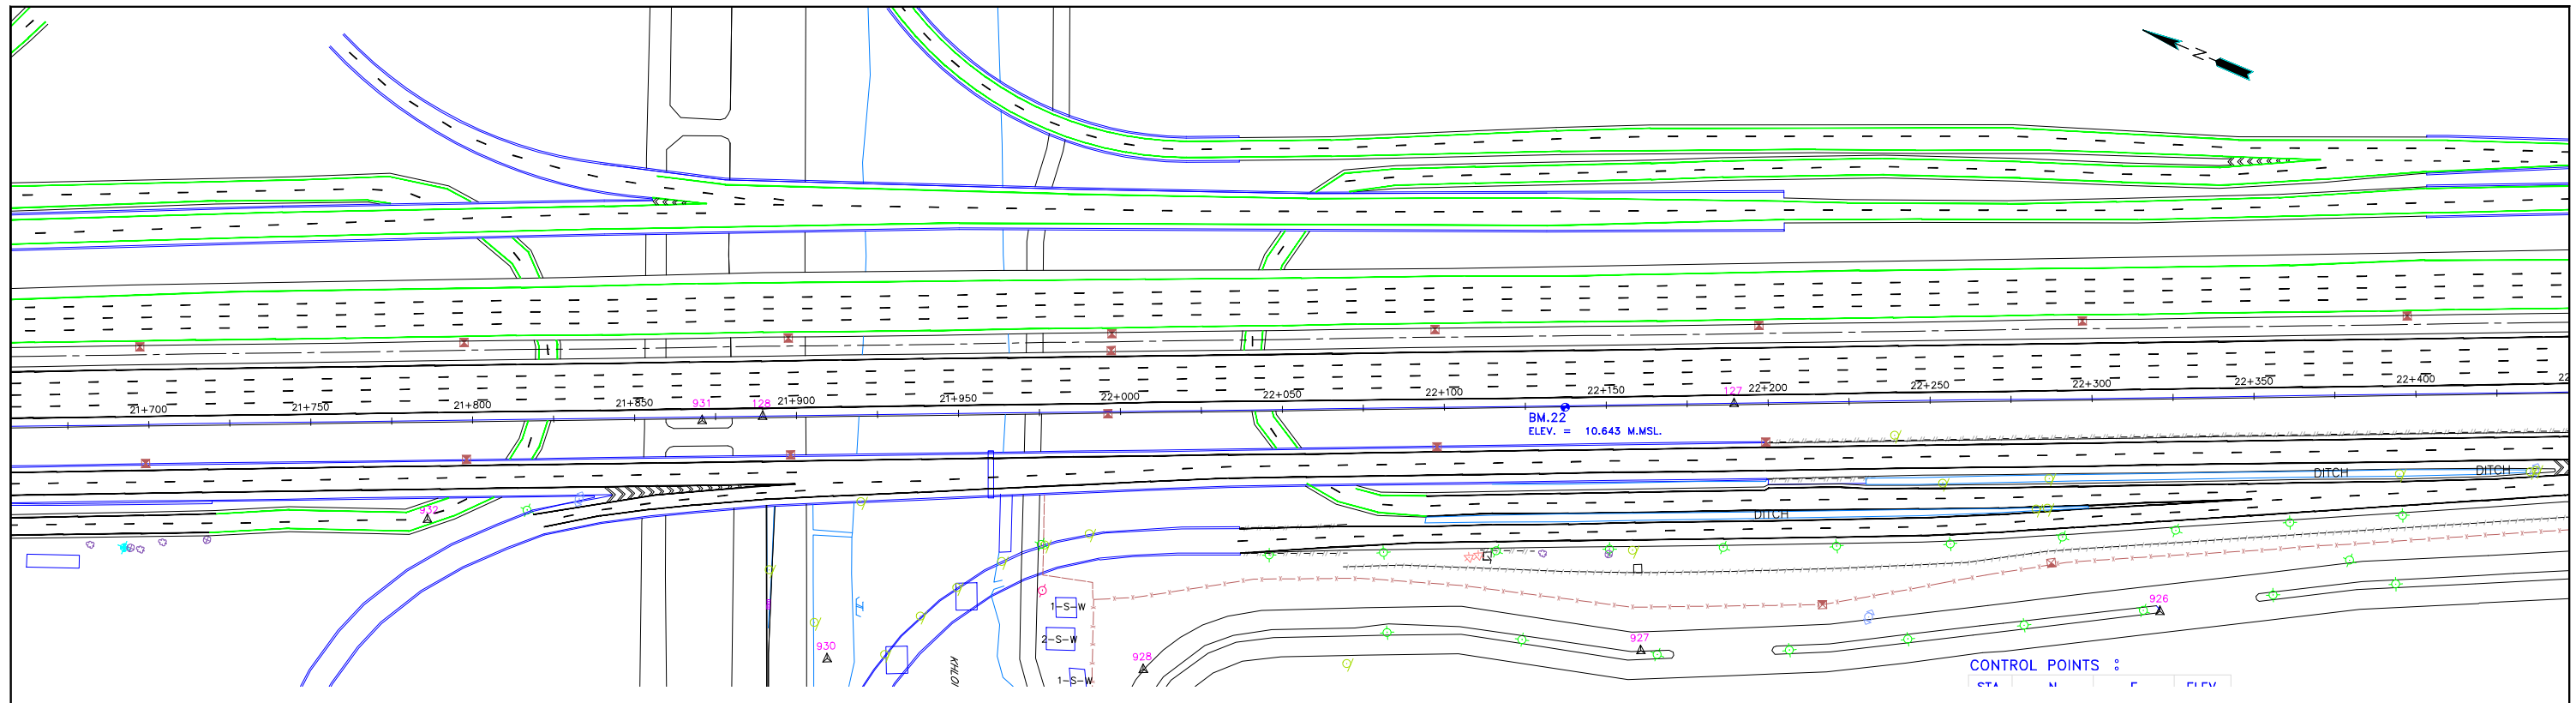 N
127
22+400
22+350
22+300
22+250
22+200
22+150
22+100
22+050
22+000
21+950
21+900
21+850
21+800
21+750
21+700
931
128
BM.22
ELEV. = 10.643 M.MSL.
DITCH
DITCH
932
DITCH
1-S-W
926
2-S-W
927
930
928
1-S-W
CONTROL POINTS :
STA
N
E
ELEV